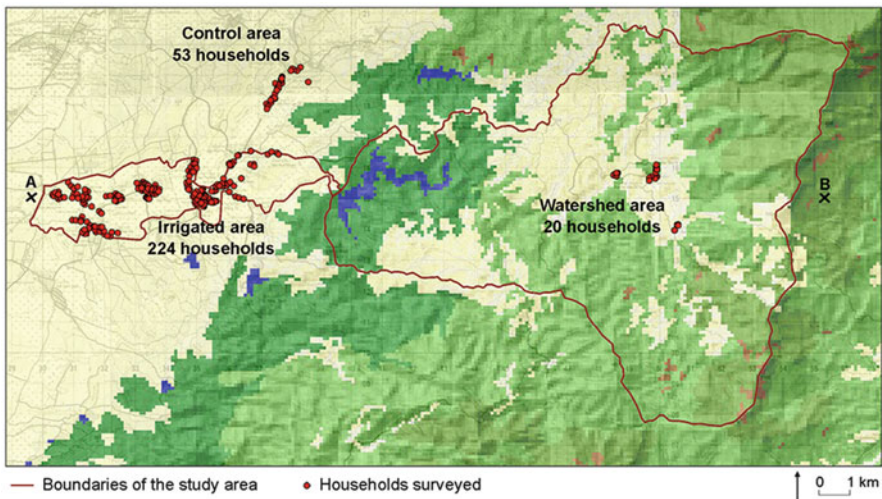 Control area
53 households
A
B
Watershed area
20 households
Irrigated area
224 households
Boundaries of the study area
Households surveyed
0 1 km